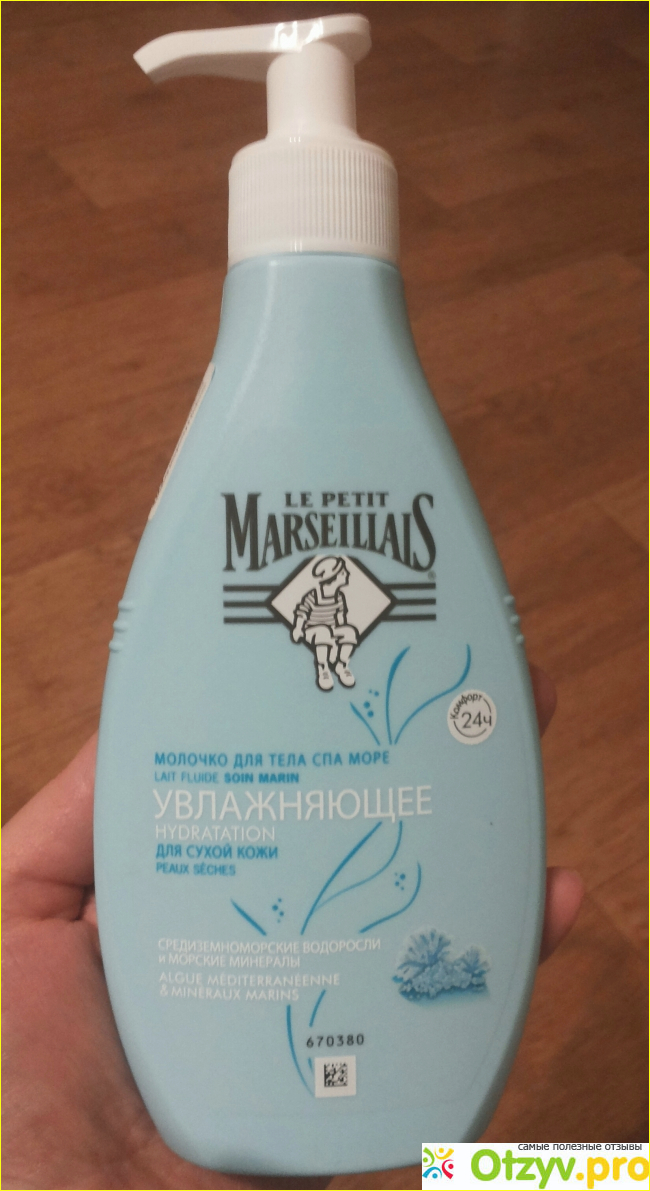 LE PETIT
MARSEILLAIS
®
Комфорт
24ч
МОЛОЧКО ДЛЯ ТЕЛА СПА МОРЕ
LAIT FLUIDE SOIN MARIN
УВЛАЖНЯЮЩЕЕ
HYDRATATION
ДЛЯ СУХОЙ КОЖИ
PEAUX SÈCHES
СРЕДИЗЕМНОМОРСКИЕ ВОДОРОСЛИ
И МОРСКИЕ МИНЕРАЛЫ
ALGUE MÉDITERRANÉENNE
& MINÉRAUX MARINS
670380
самые полезные отзывы
Otzyv.pro